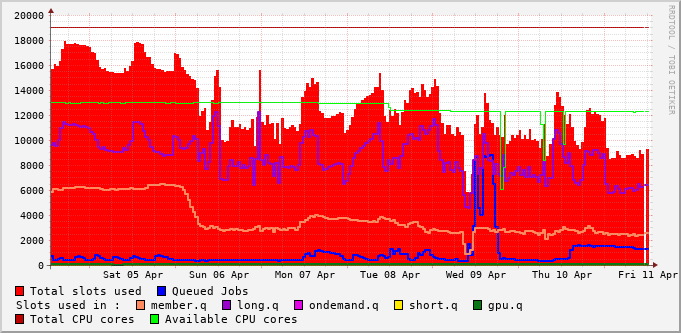 20000
18000
16000
14000
12000
10000
8000
6000
4000
2000
0
Sat 05 Apr Sun 06 Apr Mon 07 Apr Tue 08 Apr Wed 09 Apr Thu 10 Apr Fri 11 Apr
Total slots used Queued Jobs
Slots used in : member.q long.q ondemand.q short.q gpu.q
Total CPU cores Available CPU cores
RRDTOOL / TOBI OETIKER